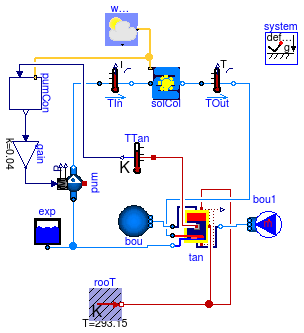 w...
system
def...
g
I
T
TIn
solCol
TOut
pumCon
gain
k=0.04
TTan
K
P
pum
exp
bou
bou1
tan
rooT
K
T=293.15